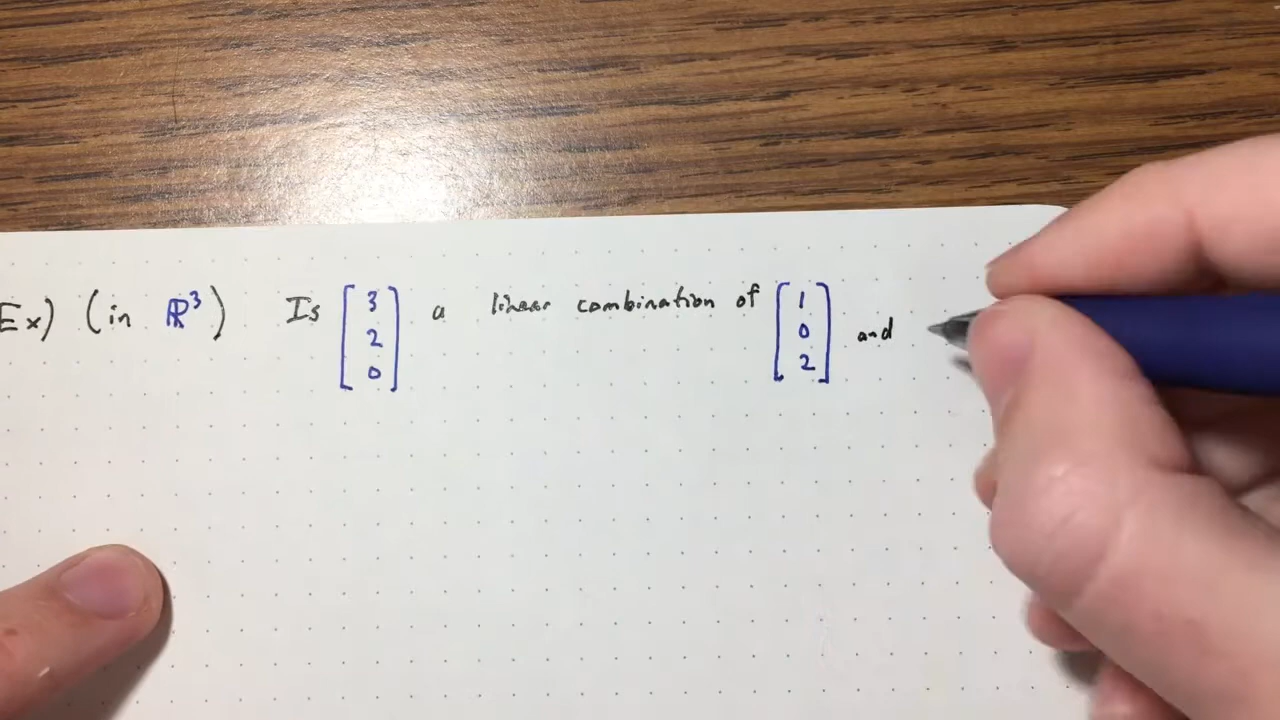 Ex) (in ℝ³) Is [3 2 0] a linear combination of [1 0 2] and